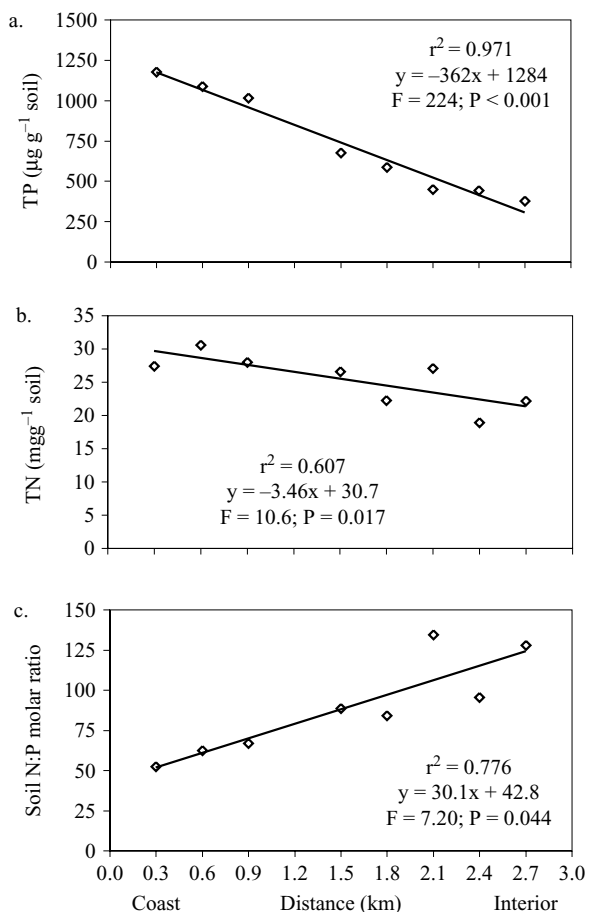 a.
1500
1250
1000
750
500
250
0
TP (µg g⁻¹ soil)
r² = 0.971
y = –362x + 1284
F = 224; P < 0.001
b.
35
30
25
20
15
10
5
0
TN (mgg⁻¹ soil)
r² = 0.607
y = –3.46x + 30.7
F = 10.6; P = 0.017
c.
150
125
100
75
50
25
0
Soil N:P molar ratio
r² = 0.776
y = 30.1x + 42.8
F = 7.20; P = 0.044
0.0 0.3 0.6 0.9 1.5 1.8 2.1 2.4 2.7 3.0
Coast Distance (km) Interior